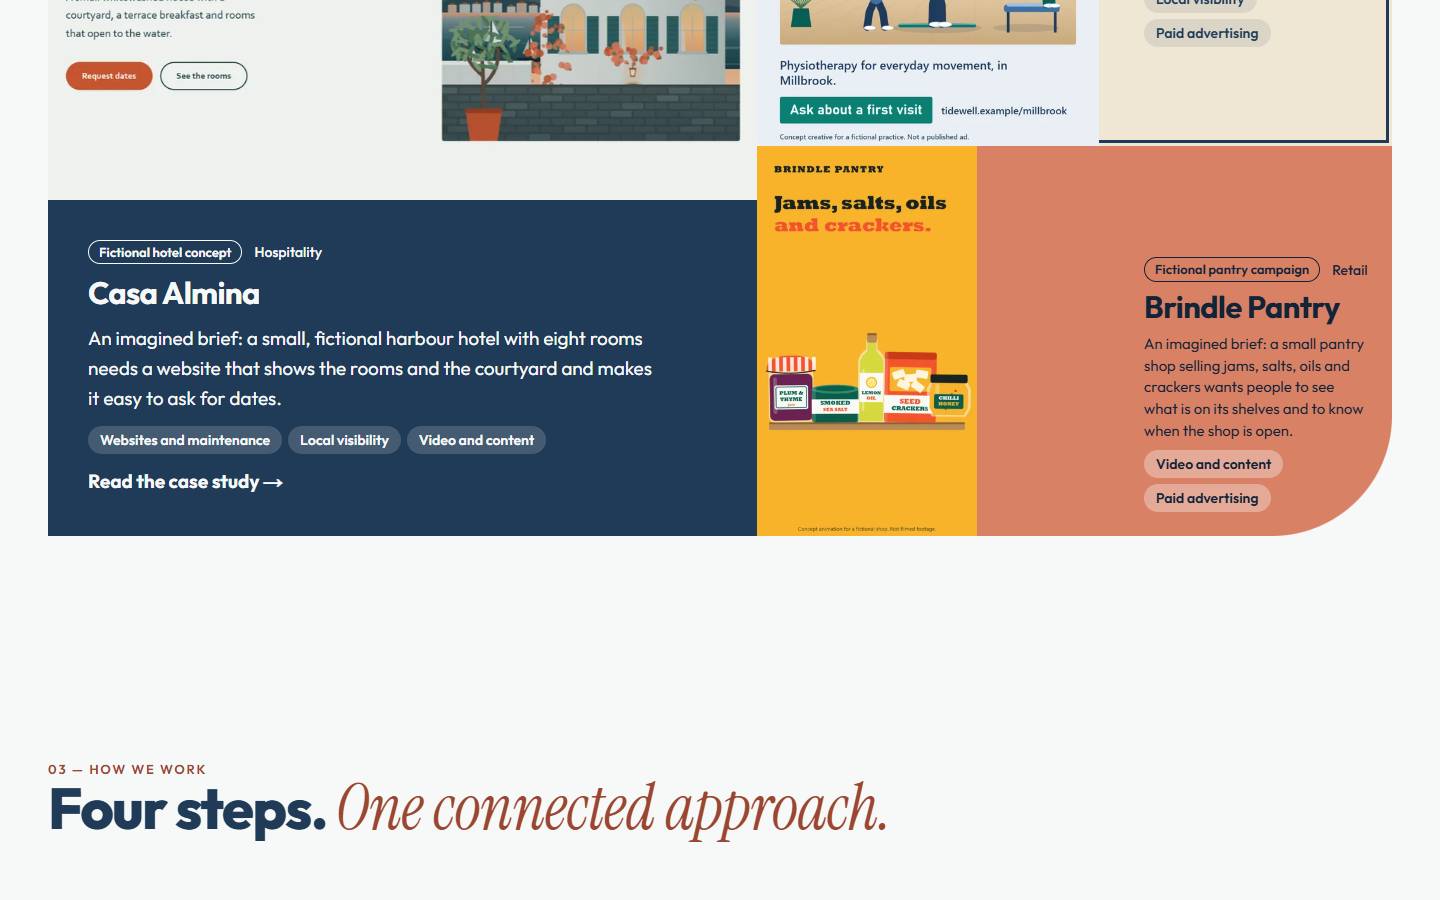 courtyard, a terrace breakfast and rooms
that open to the water.
Request dates
See the rooms
Physiotherapy for everyday movement, in
Millbrook.
Ask about a first visit
tidewell.example/millbrook
Concept creative for a fictional practice. Not a published ad.
Local visibility
Paid advertising
Fictional hotel concept
Hospitality
Casa Almina
An imagined brief: a small, fictional harbour hotel with eight rooms
needs a website that shows the rooms and the courtyard and makes
it easy to ask for dates.
Websites and maintenance
Local visibility
Video and content
Read the case study →
BRINDLE PANTRY
Jams, salts, oils
and crackers.
PLUM &
THYME
SMOKED
SEA SALT
LEMON
OIL
SEED
CRACKERS
CHILLI
HONEY
Concept animation for a fictional shop. Not filmed footage.
Fictional pantry campaign
Retail
Brindle Pantry
An imagined brief: a small pantry
shop selling jams, salts, oils and
crackers wants people to see
what is on its shelves and to know
when the shop is open.
Video and content
Paid advertising
03 — HOW WE WORK
Four steps. One connected approach.